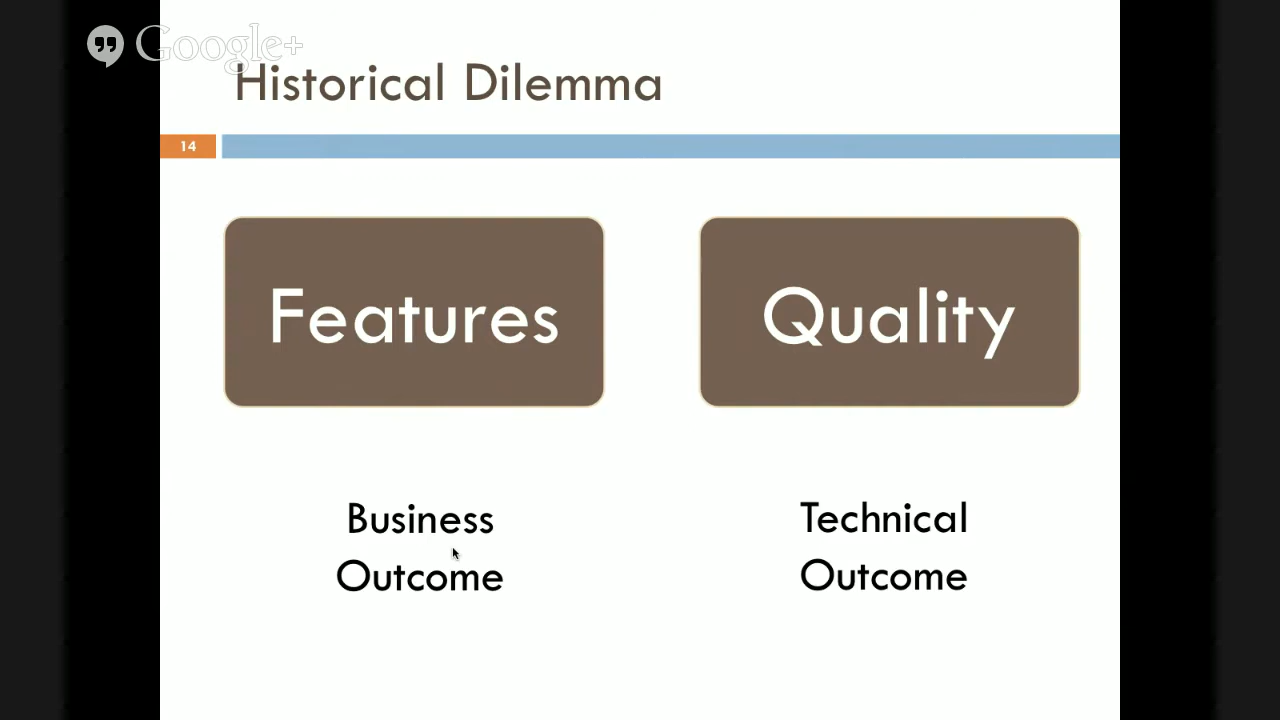 Google+
Historical Dilemma
14
Features
Quality
Business
Outcome
Technical
Outcome